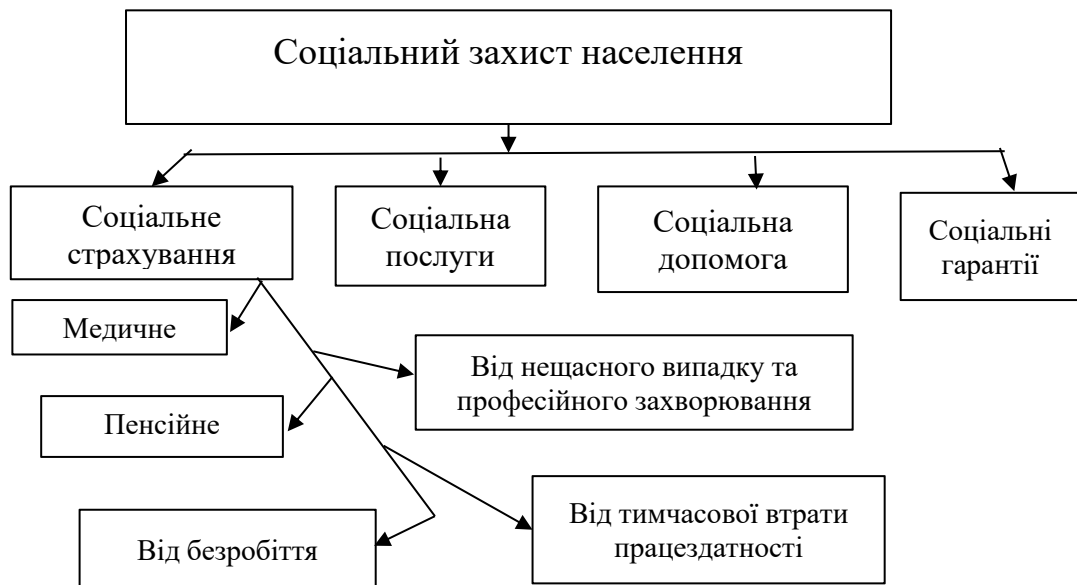 Соціальний захист населення
Соціальне
страхування
Соціальна
послуги
Соціальна
допомога
Соціальні
гарантії
Медичне
Від нещасного випадку та
професійного захворювання
Пенсійне
Від тимчасової втрати
працездатності
Від безробіття